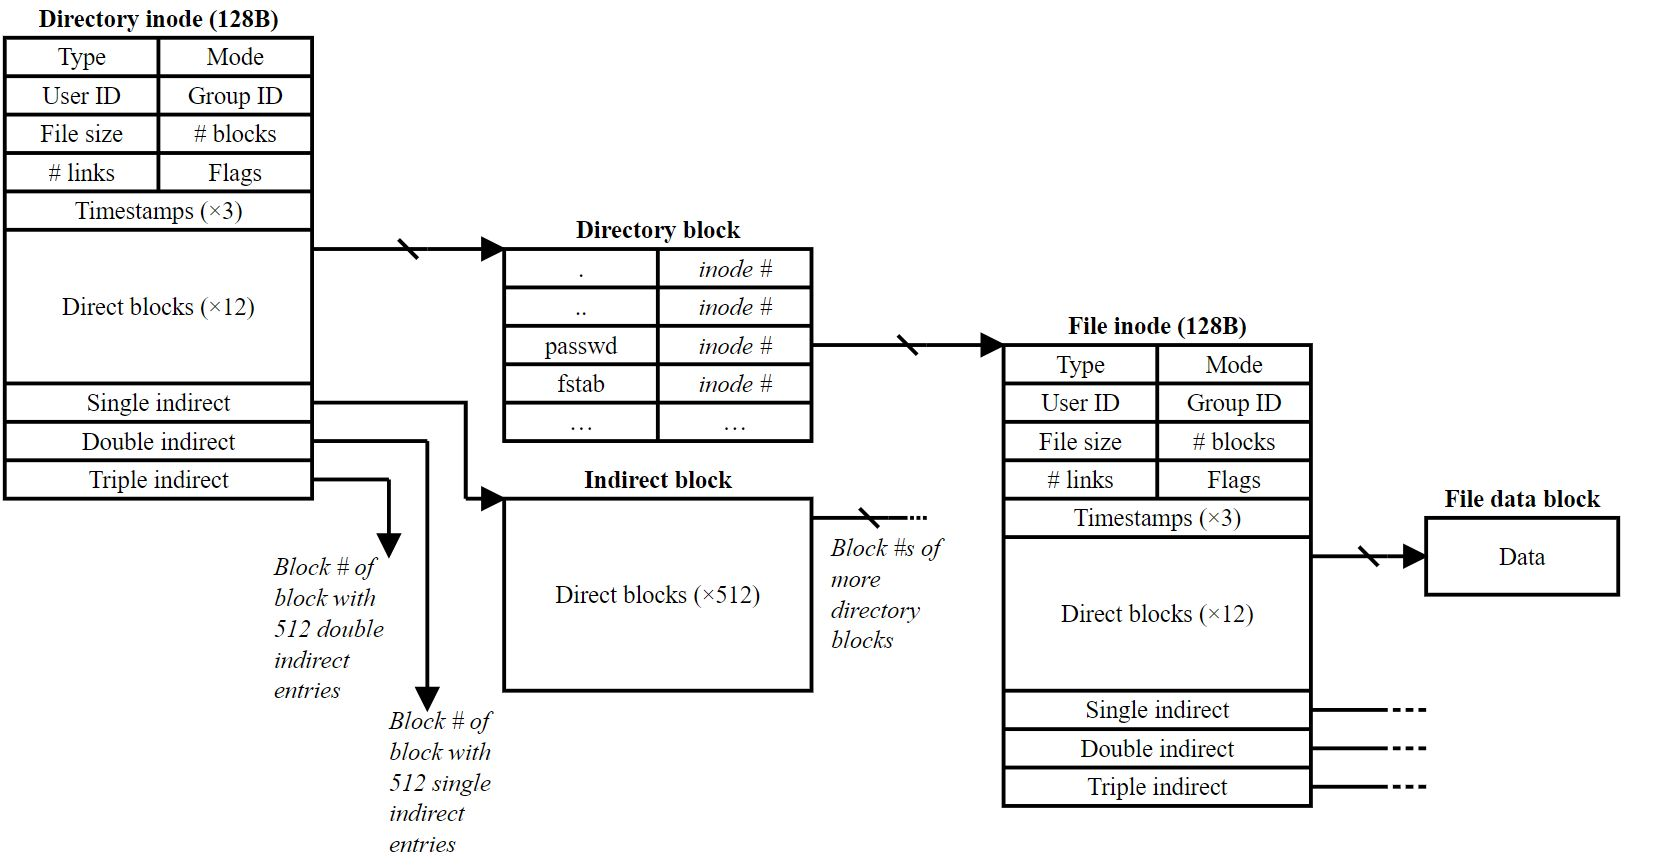 Directory inode (128B)
Type Mode
User ID Group ID
File size # blocks
# links Flags
Timestamps (×3)
Direct blocks (×12)
Single indirect
Double indirect
Triple indirect
Block # of
block with
512 double
indirect
entries
Block # of
block with
512 single
indirect
entries
Directory block
. inode #
.. inode #
passwd inode #
fstab inode #
… …
Indirect block
Direct blocks (×512)
Block #s of
more
directory
blocks
File inode (128B)
Type Mode
User ID Group ID
File size # blocks
# links Flags
Timestamps (×3)
Direct blocks (×12)
Single indirect
Double indirect
Triple indirect
File data block
Data